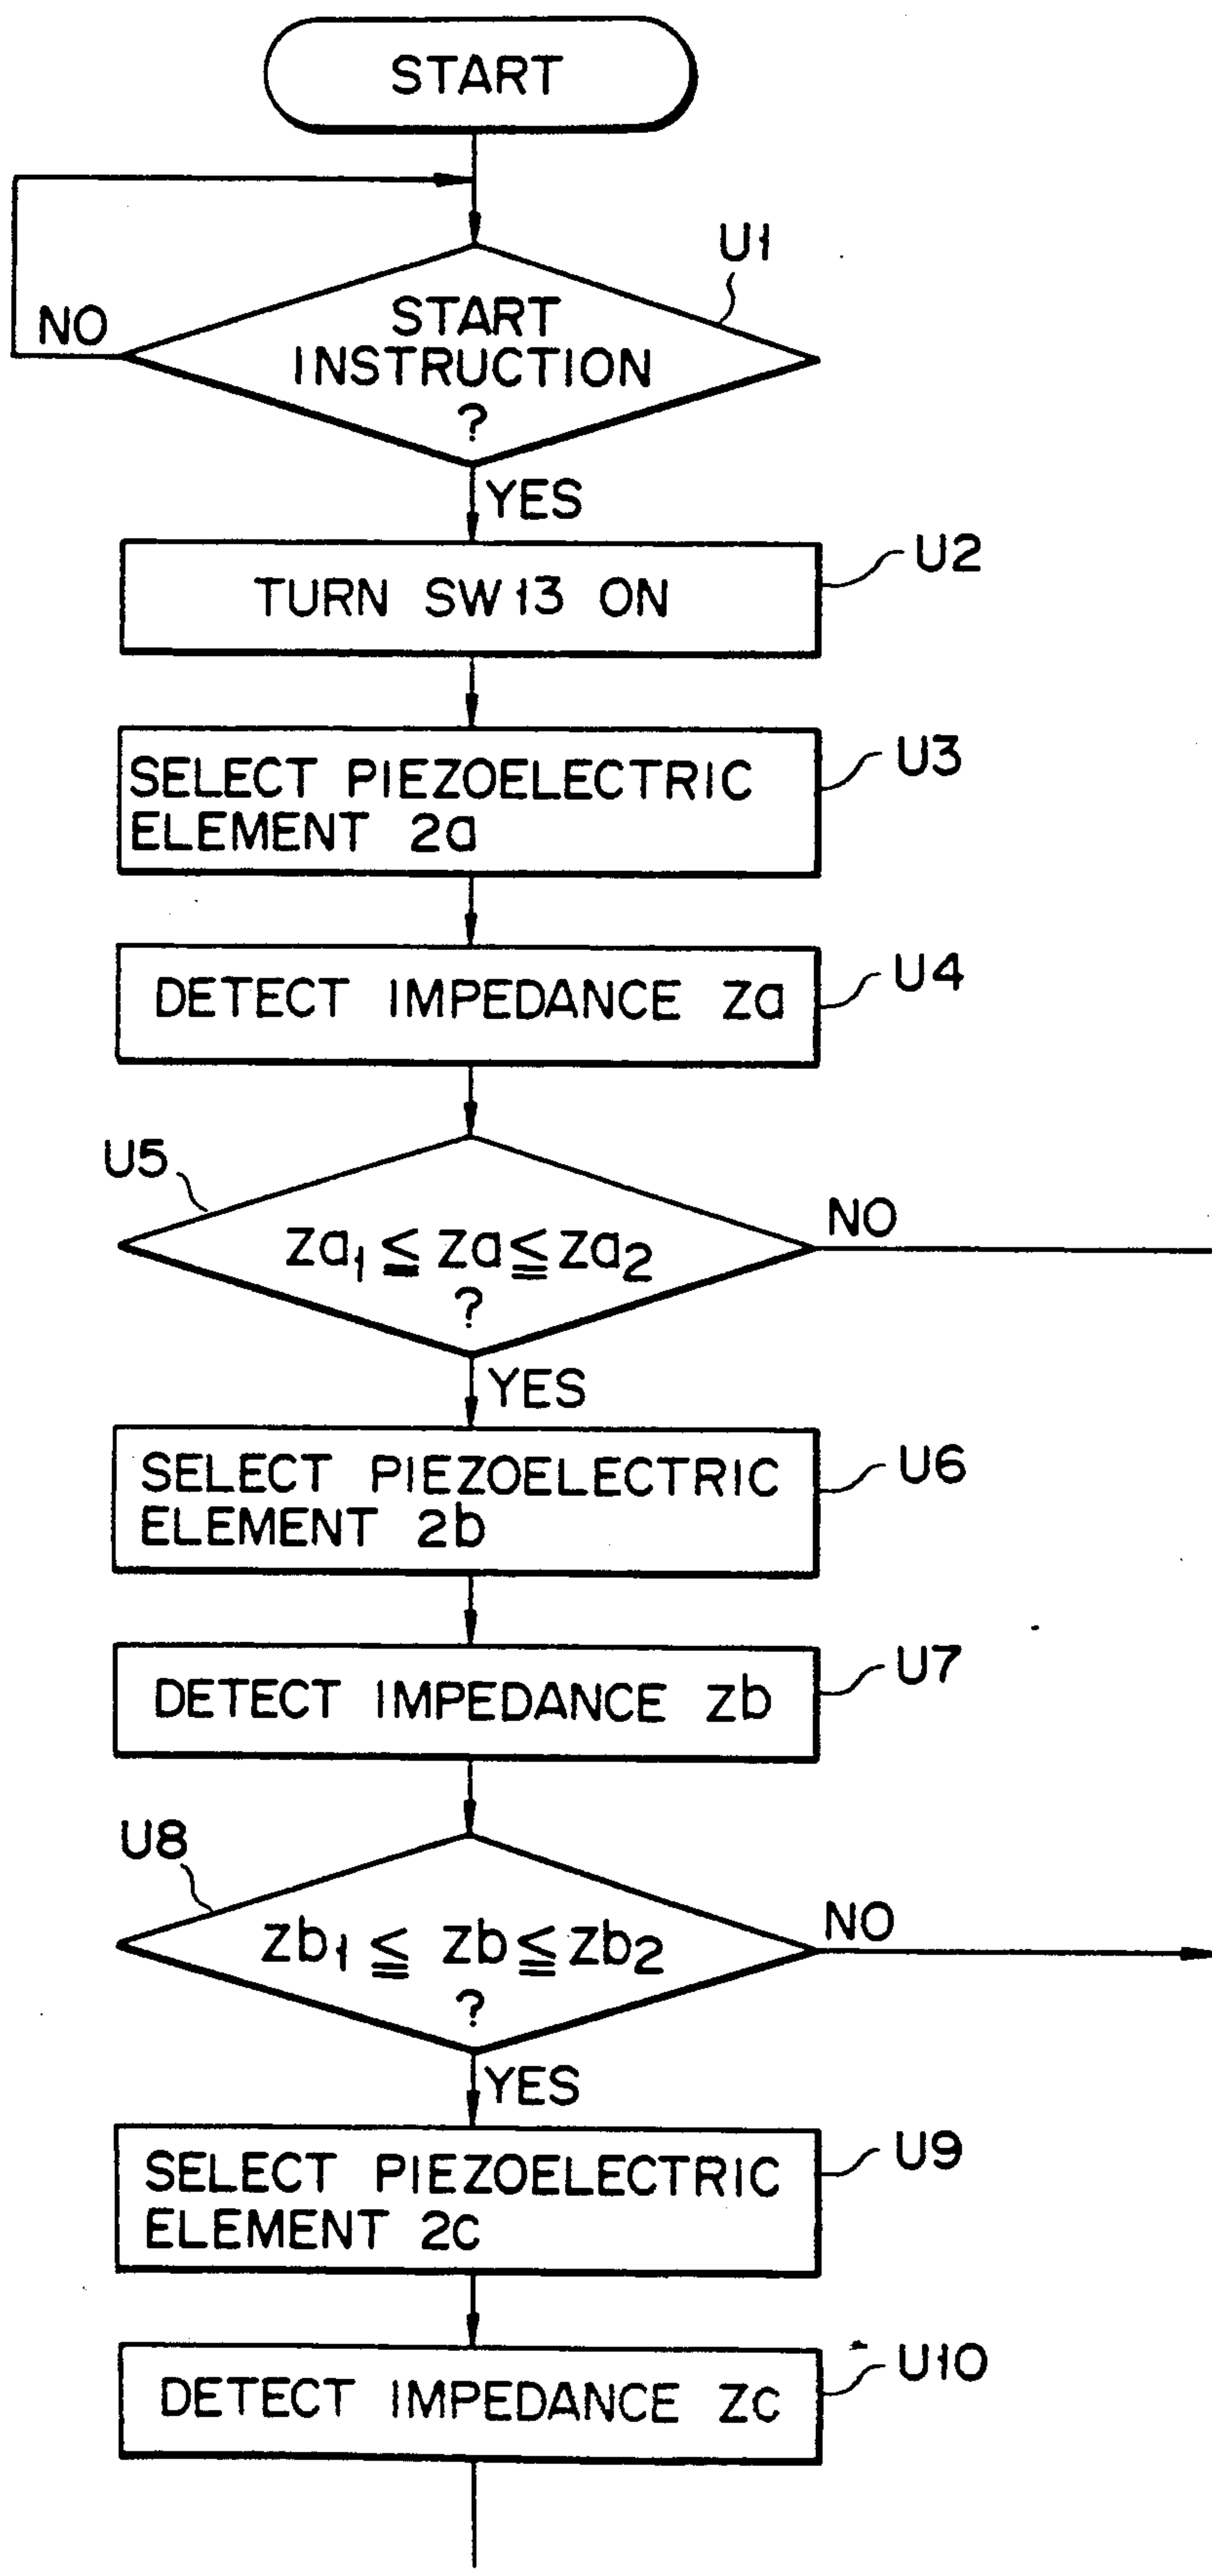 START
U1
NO
START
INSTRUCTION
?
YES
TURN SW13 ON
U2
SELECT PIEZOELECTRIC
ELEMENT 2a
U3
DETECT IMPEDANCE Za
U4
U5
Za₁ ≦ Za ≦ Za₂
?
NO
YES
SELECT PIEZOELECTRIC
ELEMENT 2b
U6
DETECT IMPEDANCE Zb
U7
U8
Zb₁ ≦ Zb ≦ Zb₂
?
NO
YES
SELECT PIEZOELECTRIC
ELEMENT 2c
U9
DETECT IMPEDANCE Zc
U10